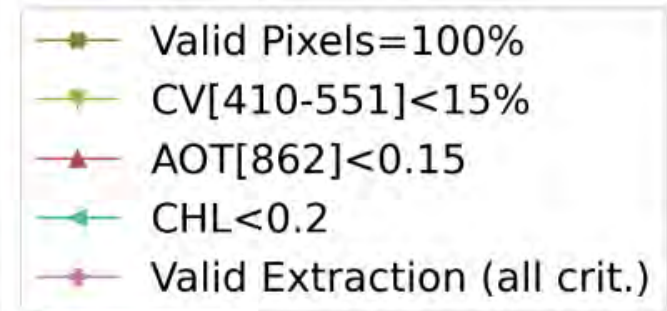 Valid Pixels=100%
CV[410-551]<15%
AOT[862]<0.15
CHL<0.2
Valid Extraction (all crit.)